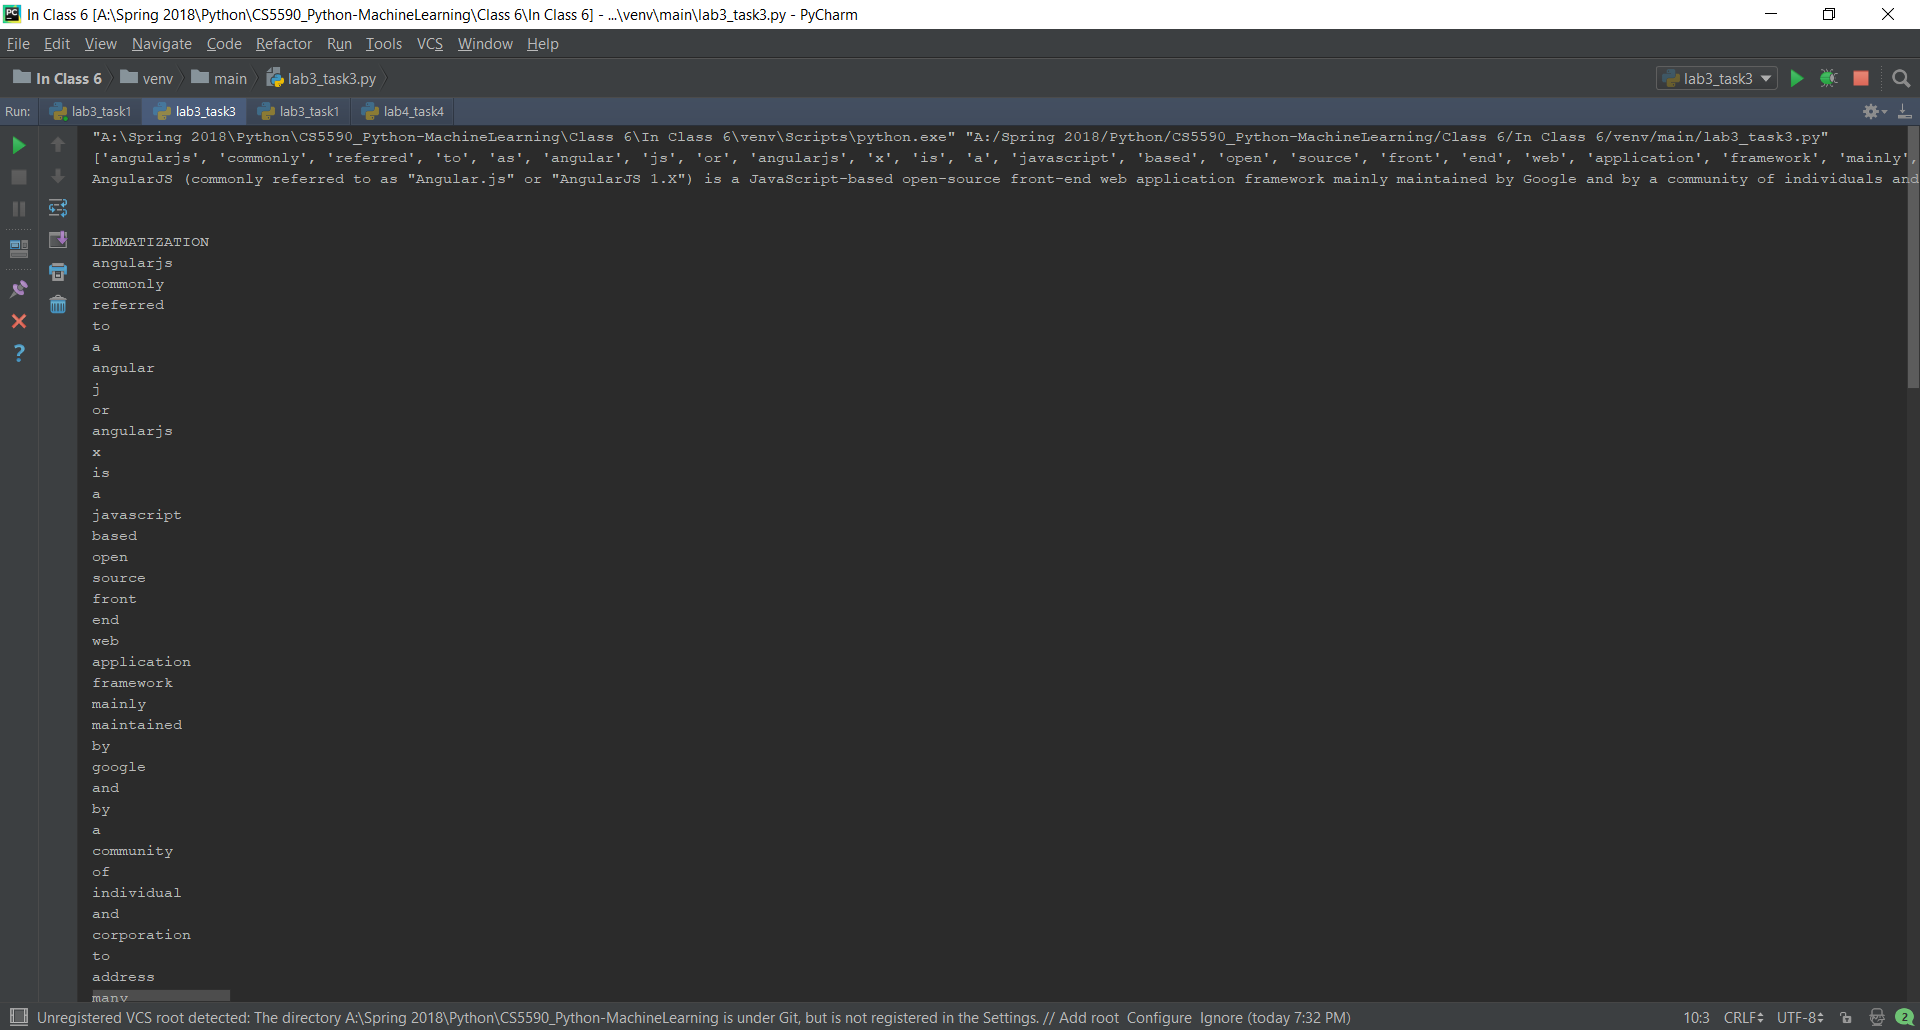 PC In Class 6 [A:\Spring 2018\Python\CS5590_Python-MachineLearning\Class 6\In Class 6] - ...\venv\main\lab3_task3.py - PyCharm
File Edit View Navigate Code Refactor Run Tools VCS Window Help
In Class 6 venv main lab3_task3.py lab3_task3
Run: lab3_task1 lab3_task3 lab3_task1 lab4_task4
"A:\Spring 2018\Python\CS5590_Python-MachineLearning\Class 6\In Class 6\venv\Scripts\python.exe" "A:/Spring 2018/Python/CS5590_Python-MachineLearning/Class 6/In Class 6/venv/main/lab3_task3.py"
['angularjs', 'commonly', 'referred', 'to', 'as', 'angular', 'js', 'or', 'angularjs', 'x', 'is', 'a', 'javascript', 'based', 'open', 'source', 'front', 'end', 'web', 'application', 'framework', 'mainly',
AngularJS (commonly referred to as "Angular.js" or "AngularJS 1.X") is a JavaScript-based open-source front-end web application framework mainly maintained by Google and by a community of individuals and
LEMMATIZATION
angularjs
commonly
referred
to
a
angular
j
or
angularjs
x
is
a
javascript
based
open
source
front
end
web
application
framework
mainly
maintained
by
google
and
by
a
community
of
individual
and
corporation
to
address
many
Unregistered VCS root detected: The directory A:\Spring 2018\Python\CS5590_Python-MachineLearning is under Git, but is not registered in the Settings. // Add root Configure Ignore (today 7:32 PM) 10:3 CRLF UTF-8 2